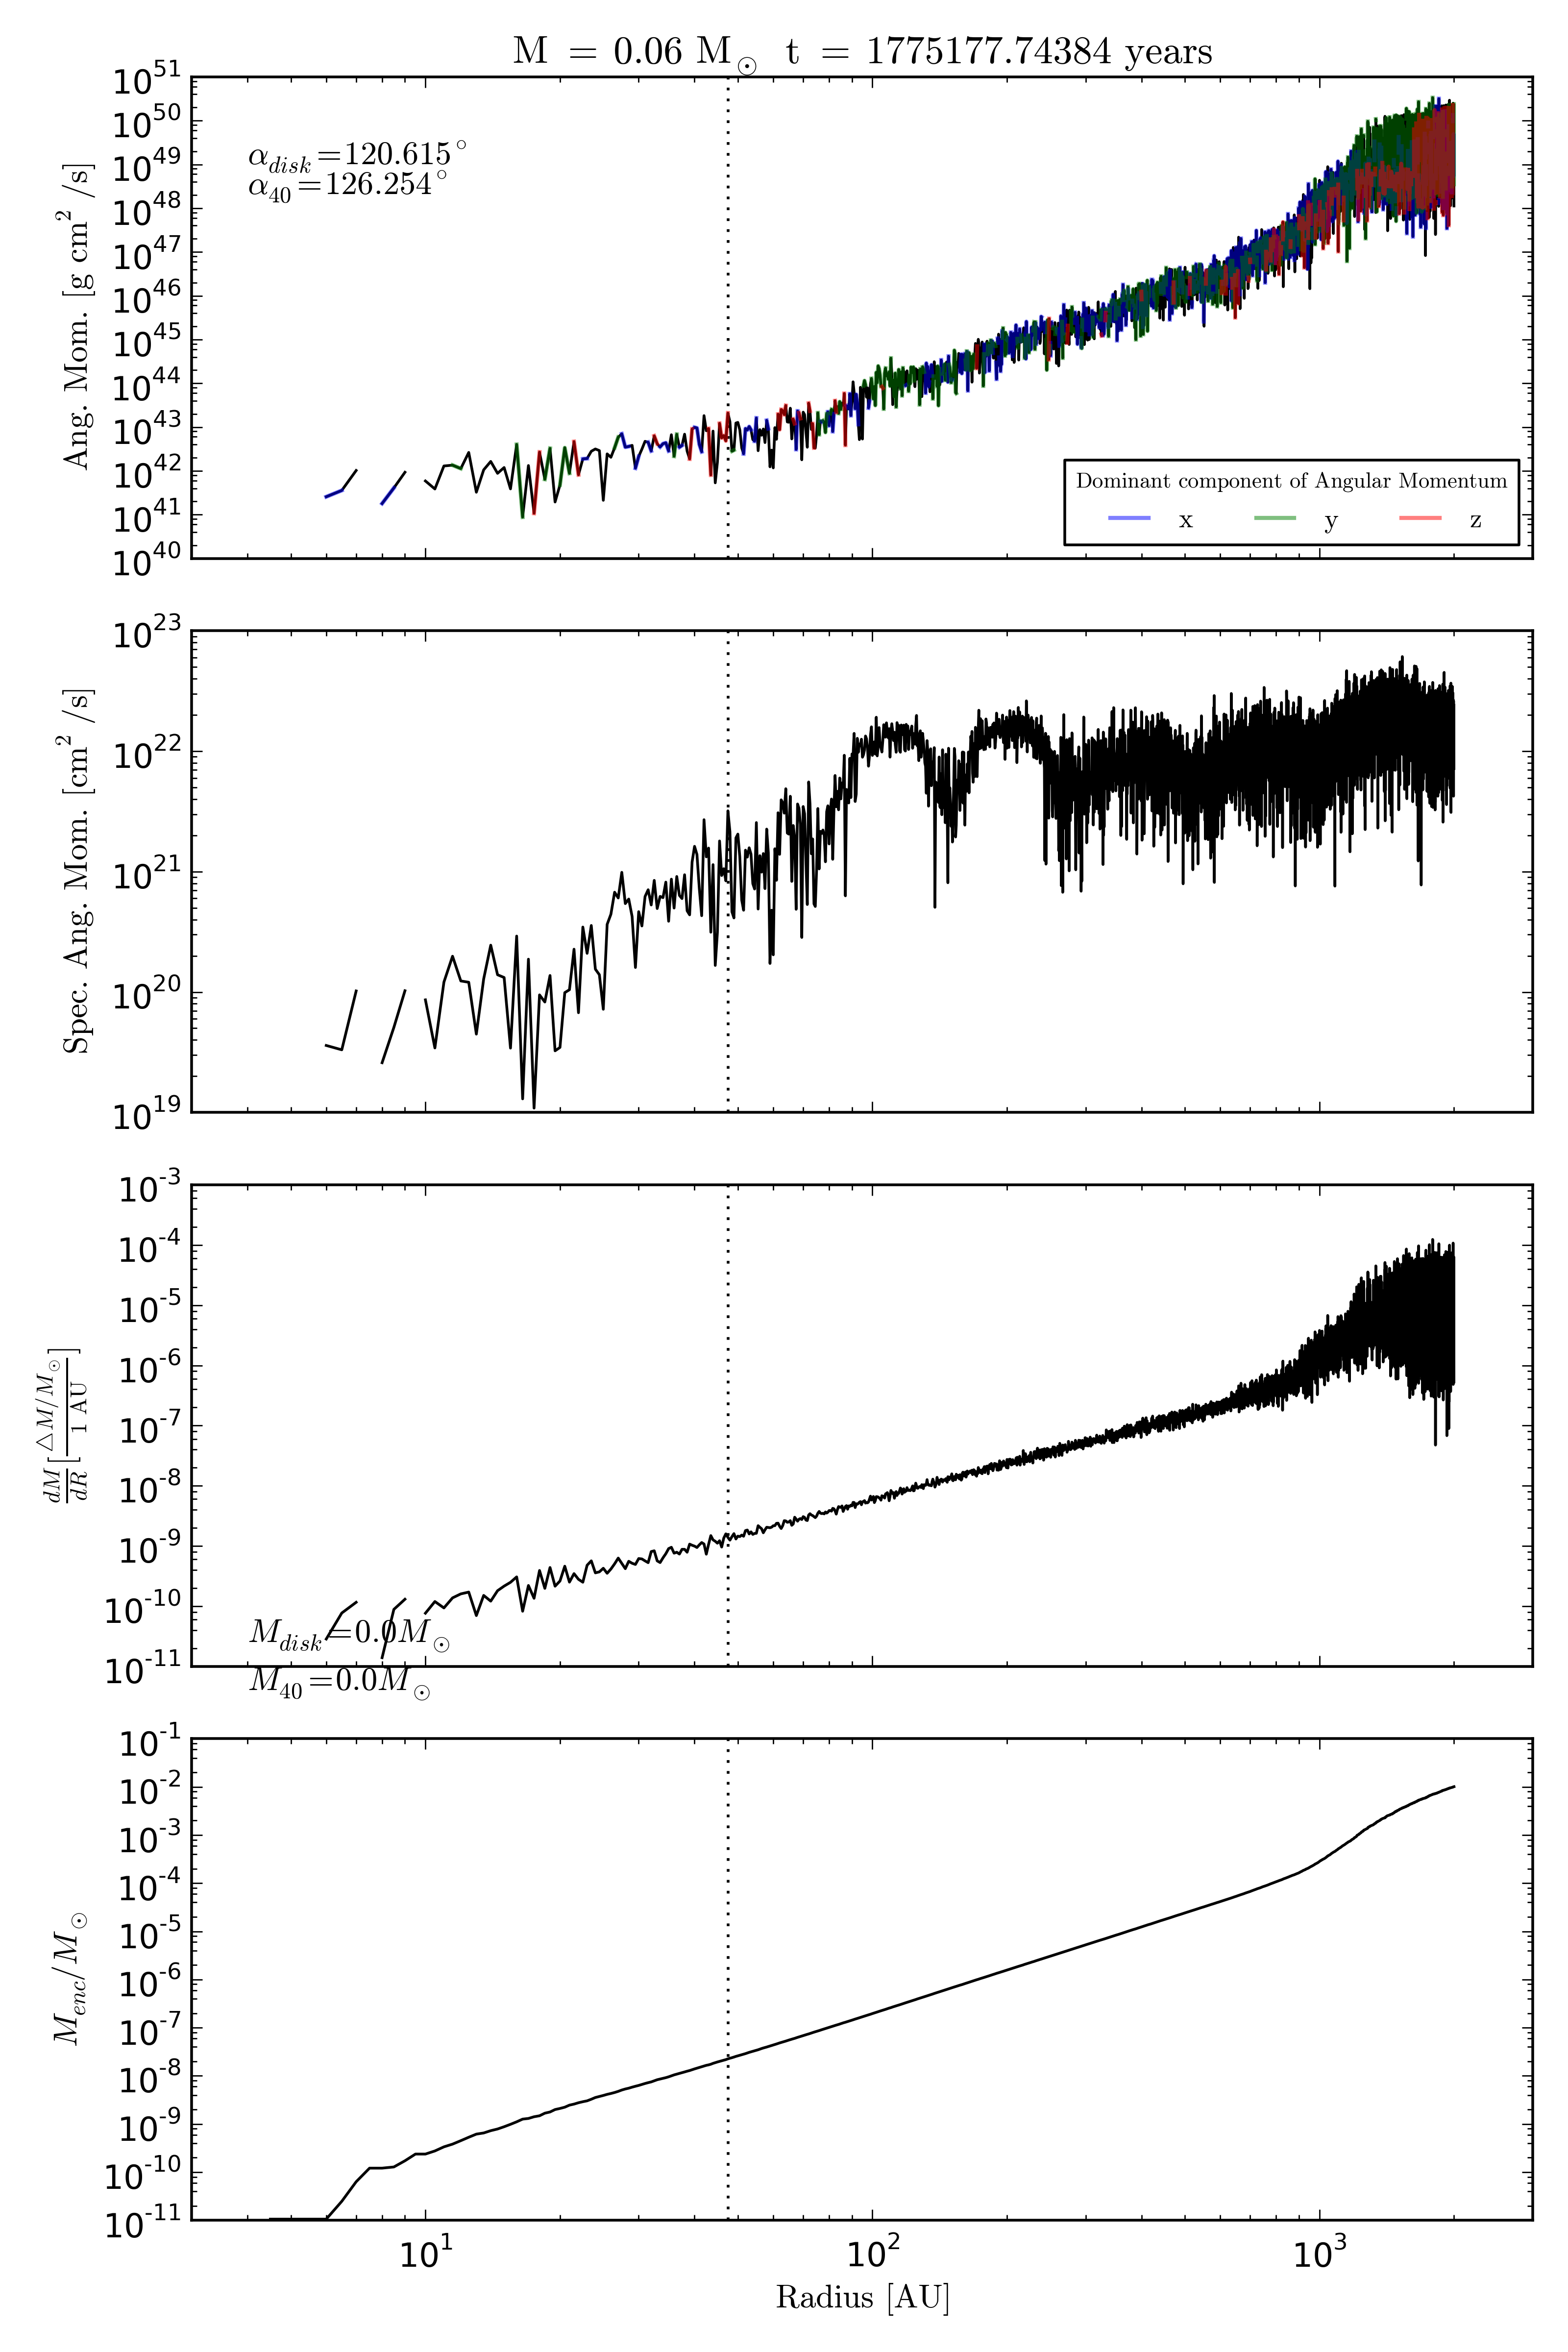 M = 0.06 M⊙ t = 1775177.74384 years
10^51
10^50
10^49
10^48
10^47
10^46
10^45
10^44
10^43
10^42
10^41
10^40
Ang. Mom. [g cm^2 /s]
α_disk=120.615°
α_40=126.254°
Dominant component of Angular Momentum
x y z
10^23
10^22
10^21
10^20
10^19
Spec. Ang. Mom. [cm^2 /s]
10^-3
10^-4
10^-5
10^-6
10^-7
10^-8
10^-9
10^-10
10^-11
dM/dR [△M/M⊙ / 1 AU]
M_disk=0.0M⊙
M_40=0.0M⊙
10^-1
10^-2
10^-3
10^-4
10^-5
10^-6
10^-7
10^-8
10^-9
10^-10
10^-11
M_enc/M⊙
10^1 10^2 10^3
Radius [AU]